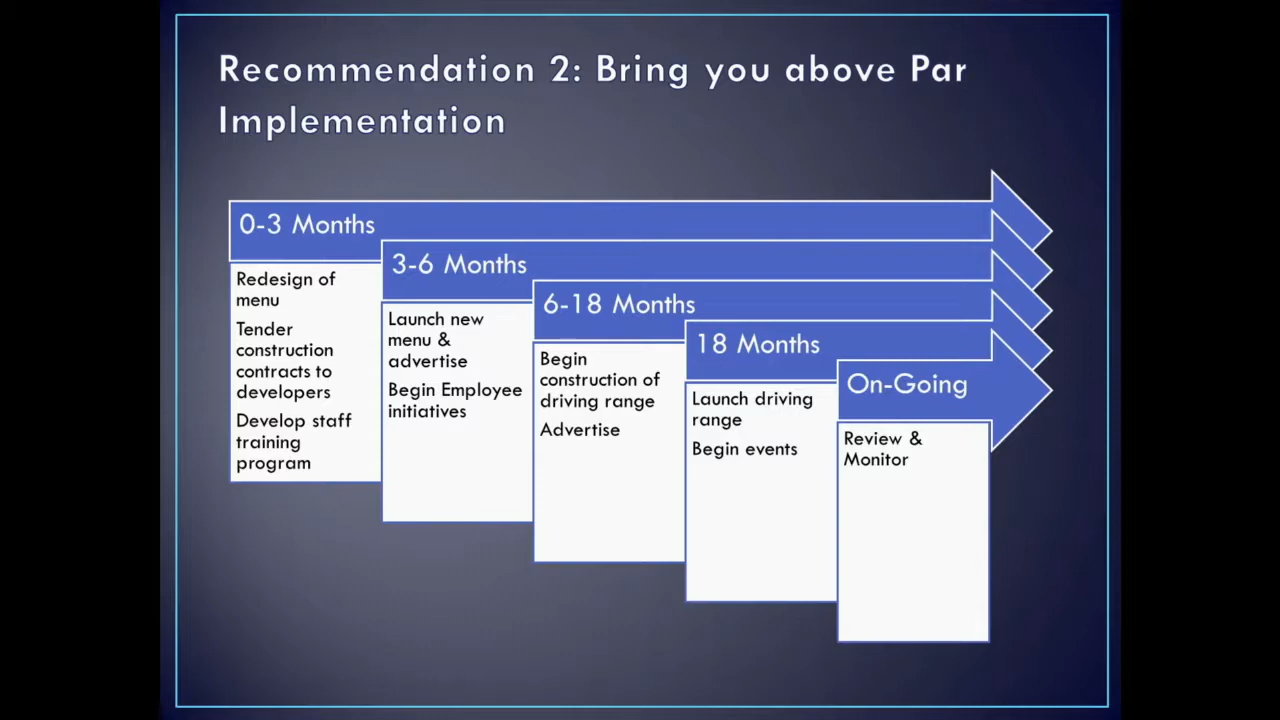 Recommendation 2: Bring you above Par
Implementation
0-3 Months
Redesign of
menu
Tender
construction
contracts to
developers
Develop staff
training
program
3-6 Months
Launch new
menu &
advertise
Begin Employee
initiatives
6-18 Months
Begin
construction of
driving range
Advertise
18 Months
Launch driving
range
Begin events
On-Going
Review &
Monitor